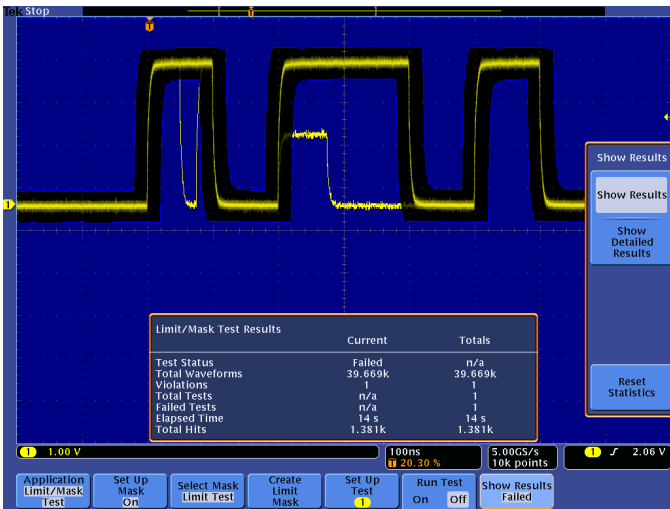 Tek Stop
T
T
1
Show Results
Show Results
Show
Detailed
Results
Reset
Statistics
Limit/Mask Test Results
Current Totals
Test Status Failed n/a
Total Waveforms 39.669k 39.669k
Violations 1 1
Total Tests n/a 1
Failed Tests n/a 1
Elapsed Time 14 s 14 s
Total Hits 1.381k 1.381k
1 1.00 V
100ns
T 20.30 %
5.00GS/s
10k points
1 2.06 V
Application
Limit/Mask
Test
Set Up
Mask
On
Select Mask
Limit Test
Create
Limit
Mask
Set Up
Test
1
Run Test
On Off
Show Results
Failed